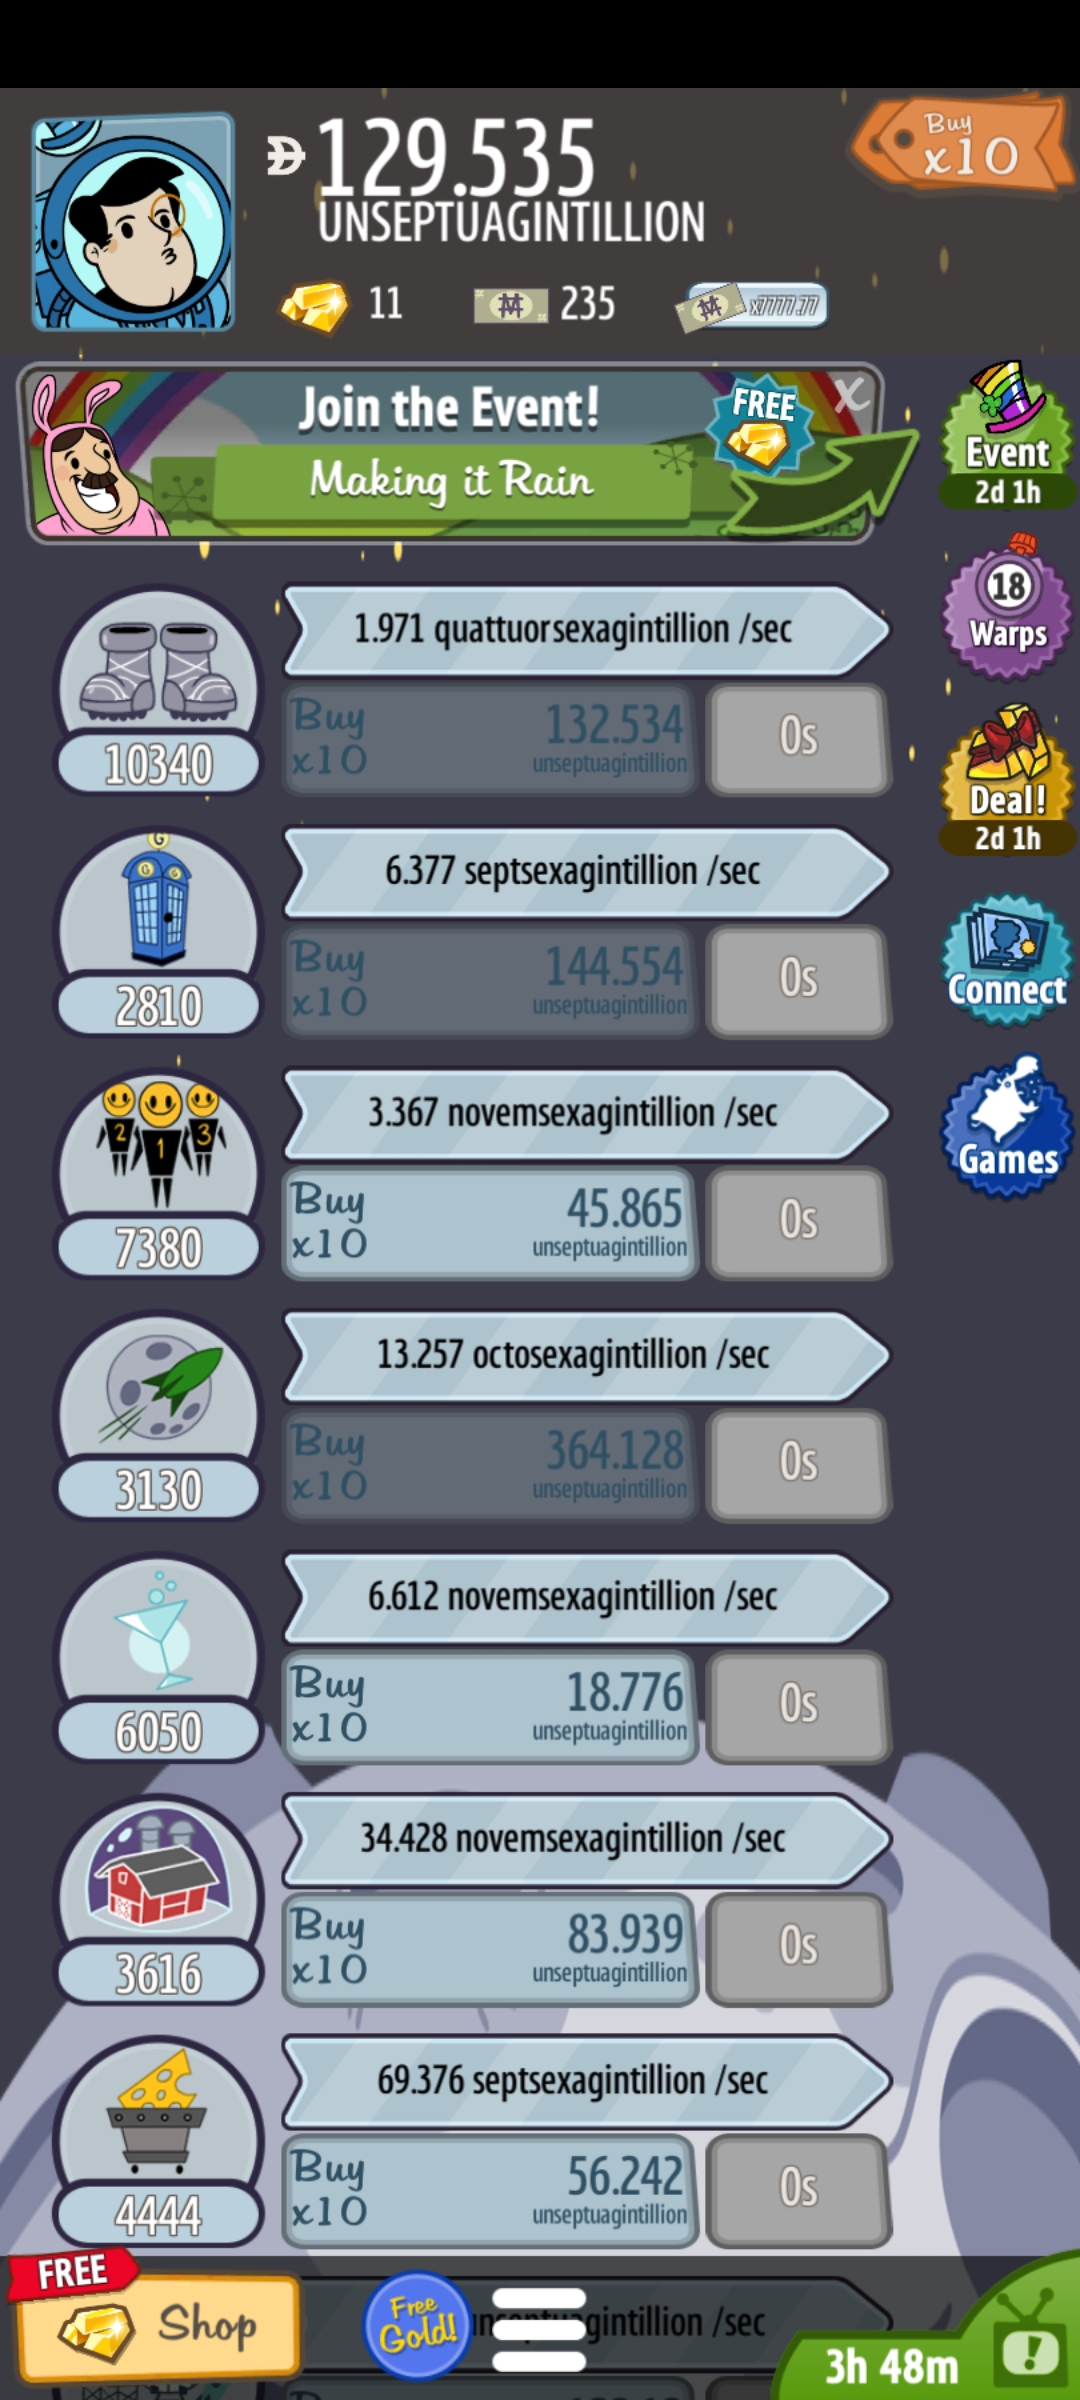 129.535
UNSEPTUAGINTILLION
Buy
x10
11
235
x7777.77
Join the Event!
Making it Rain
FREE
X
Event
2d 1h
1.971 quattuorsexagintillion /sec
Buy
x10
132.534
unseptuagintillion
0s
10340
18
Warps
6.377 septsexagintillion /sec
Buy
x10
144.554
unseptuagintillion
0s
2810
G
G G
Deal!
2d 1h
Connect
3.367 novemsexagintillion /sec
Buy
x10
45.865
unseptuagintillion
0s
2 1 3
7380
Games
13.257 octosexagintillion /sec
Buy
x10
364.128
unseptuagintillion
0s
3130
6.612 novemsexagintillion /sec
Buy
x10
18.776
unseptuagintillion
0s
6050
34.428 novemsexagintillion /sec
Buy
x10
83.939
unseptuagintillion
0s
3616
69.376 septsexagintillion /sec
Buy
x10
56.242
unseptuagintillion
0s
4444
FREE
Shop
Free
Gold!
/sec
3h 48m
!